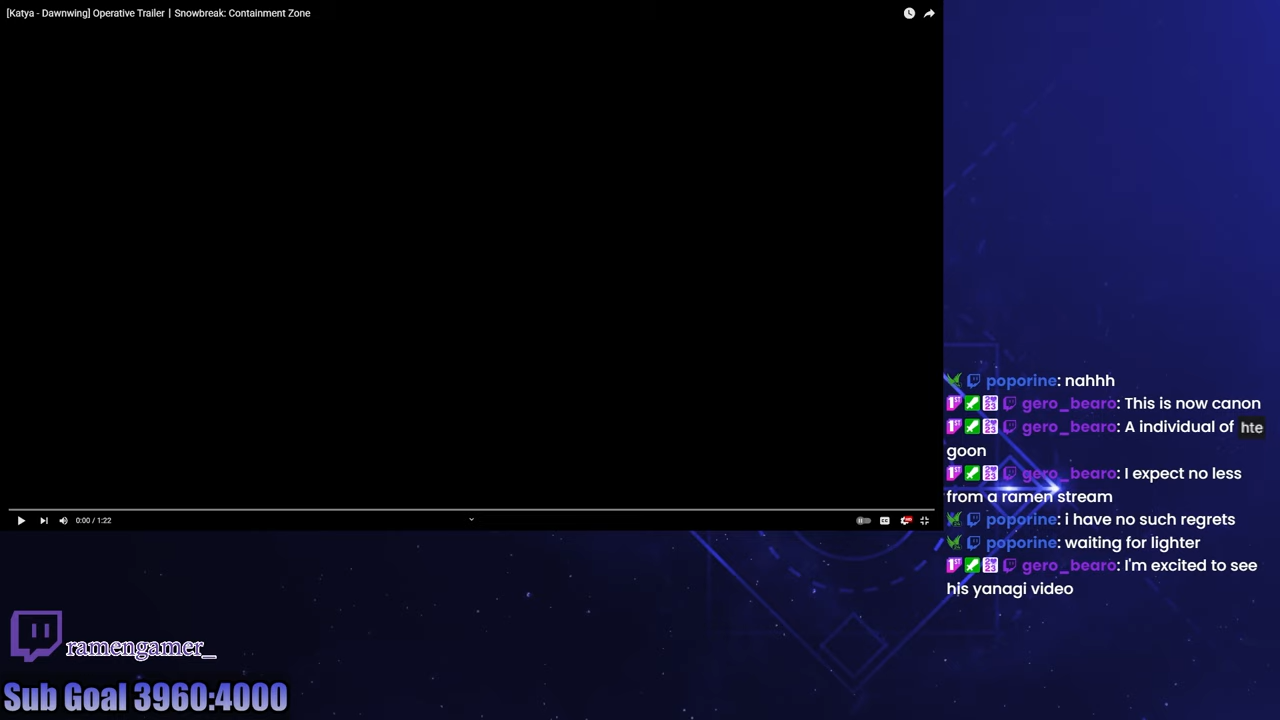 [Katya - Dawnwing] Operative Trailer | Snowbreak: Containment Zone
0:00 / 1:22
poporine: nahhh
gero_bearo: This is now canon
gero_bearo: A individual of hte
goon
gero_bearo: I expect no less
from a ramen stream
poporine: i have no such regrets
poporine: waiting for lighter
gero_bearo: I'm excited to see
his yanagi video
ramengamer_
Sub Goal 3960:4000